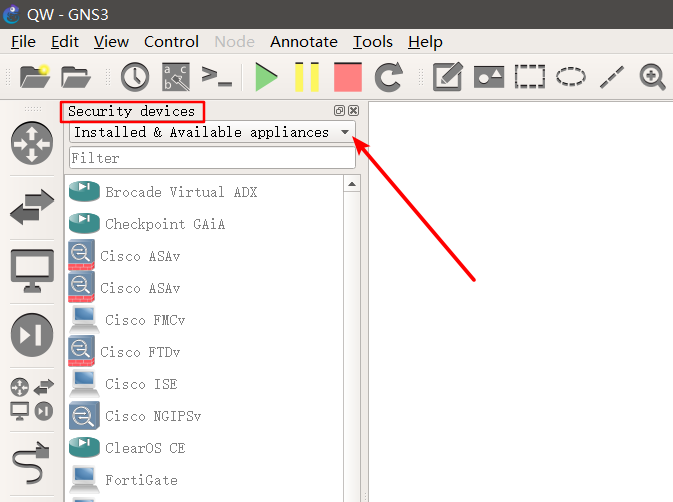 QW - GNS3
File Edit View Control Node Annotate Tools Help
a c
b
Security devices
Installed & Available appliances
Filter
Brocade Virtual ADX
Checkpoint GAiA
Cisco ASAv
Cisco ASAv
Cisco FMCv
Cisco FTDv
Cisco ISE
Cisco NGIPSv
ClearOS CE
FortiGate